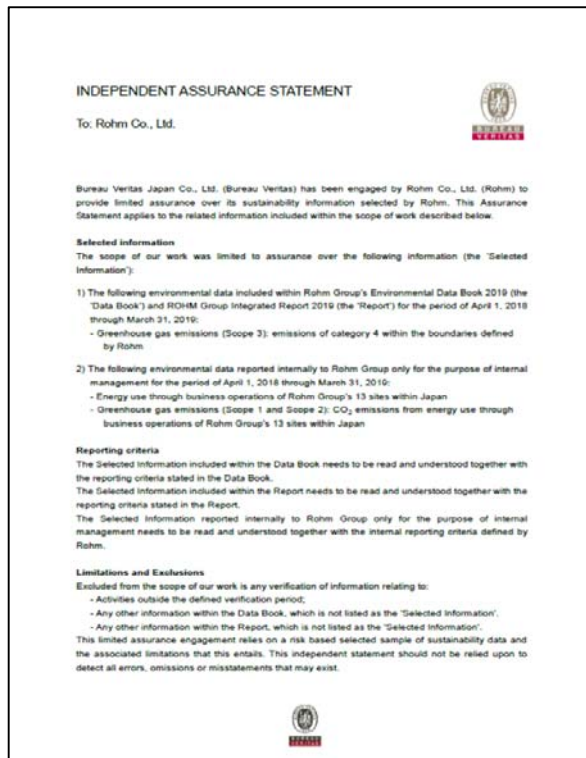 INDEPENDENT ASSURANCE STATEMENT
To: Rohm Co., Ltd.
BUREAU
VERITAS
Bureau Veritas Japan Co., Ltd. (Bureau Veritas) has been engaged by Rohm Co., Ltd. (Rohm) to
provide limited assurance over its sustainability information selected by Rohm. This Assurance
Statement applies to the related information included within the scope of work described below.
Selected information
The scope of our work was limited to assurance over the following information (the 'Selected
Information'):
1) The following environmental data included within Rohm Group's Environmental Data Book 2019 (the
'Data Book') and ROHM Group Integrated Report 2019 (the 'Report') for the period of April 1, 2018
through March 31, 2019:
- Greenhouse gas emissions (Scope 3): emissions of category 4 within the boundaries defined
by Rohm
2) The following environmental data reported internally to Rohm Group only for the purpose of internal
management for the period of April 1, 2018 through March 31, 2019:
- Energy use through business operations of Rohm Group's 13 sites within Japan
- Greenhouse gas emissions (Scope 1 and Scope 2): CO₂ emissions from energy use through
business operations of Rohm Group's 13 sites within Japan
Reporting criteria
The Selected Information included within the Data Book needs to be read and understood together with
the reporting criteria stated in the Data Book.
The Selected Information included within the Report needs to be read and understood together with the
reporting criteria stated in the Report.
The Selected Information reported internally to Rohm Group only for the purpose of internal
management needs to be read and understood together with the internal reporting criteria defined by
Rohm.
Limitations and Exclusions
Excluded from the scope of our work is any verification of information relating to:
- Activities outside the defined verification period;
- Any other information within the Data Book, which is not listed as the 'Selected Information'.
- Any other information within the Report, which is not listed as the 'Selected Information'.
This limited assurance engagement relies on a risk based selected sample of sustainability data and
the associated limitations that this entails. This independent statement should not be relied upon to
detect all errors, omissions or misstatements that may exist.